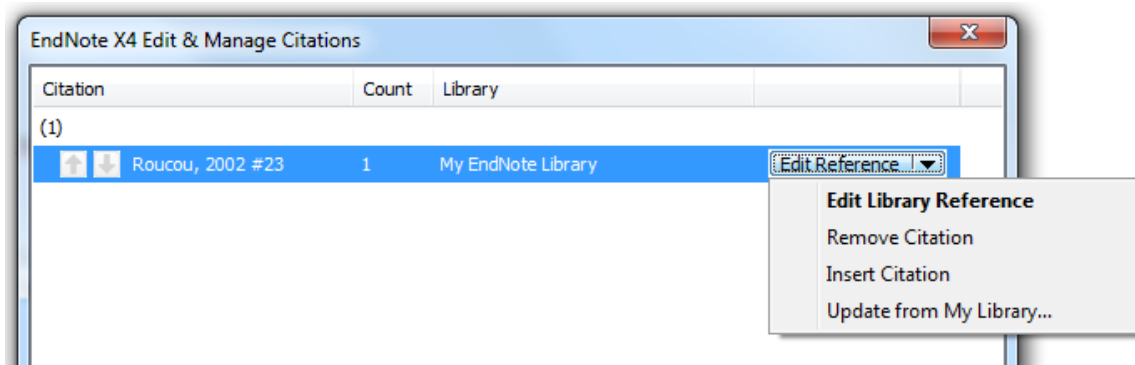 EndNote X4 Edit & Manage Citations
Citation Count Library
(1)
Roucou, 2002 #23 1 My EndNote Library Edit Reference
Edit Library Reference
Remove Citation
Insert Citation
Update from My Library...